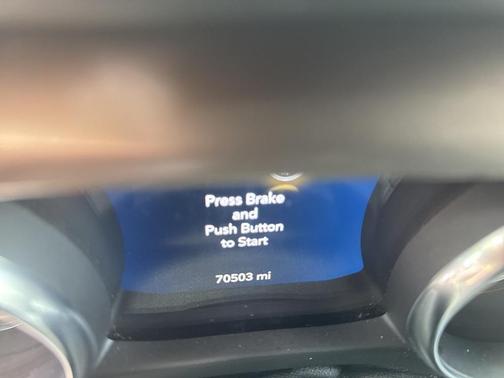 Press Brake
and
Push Button
to Start
70503 mi